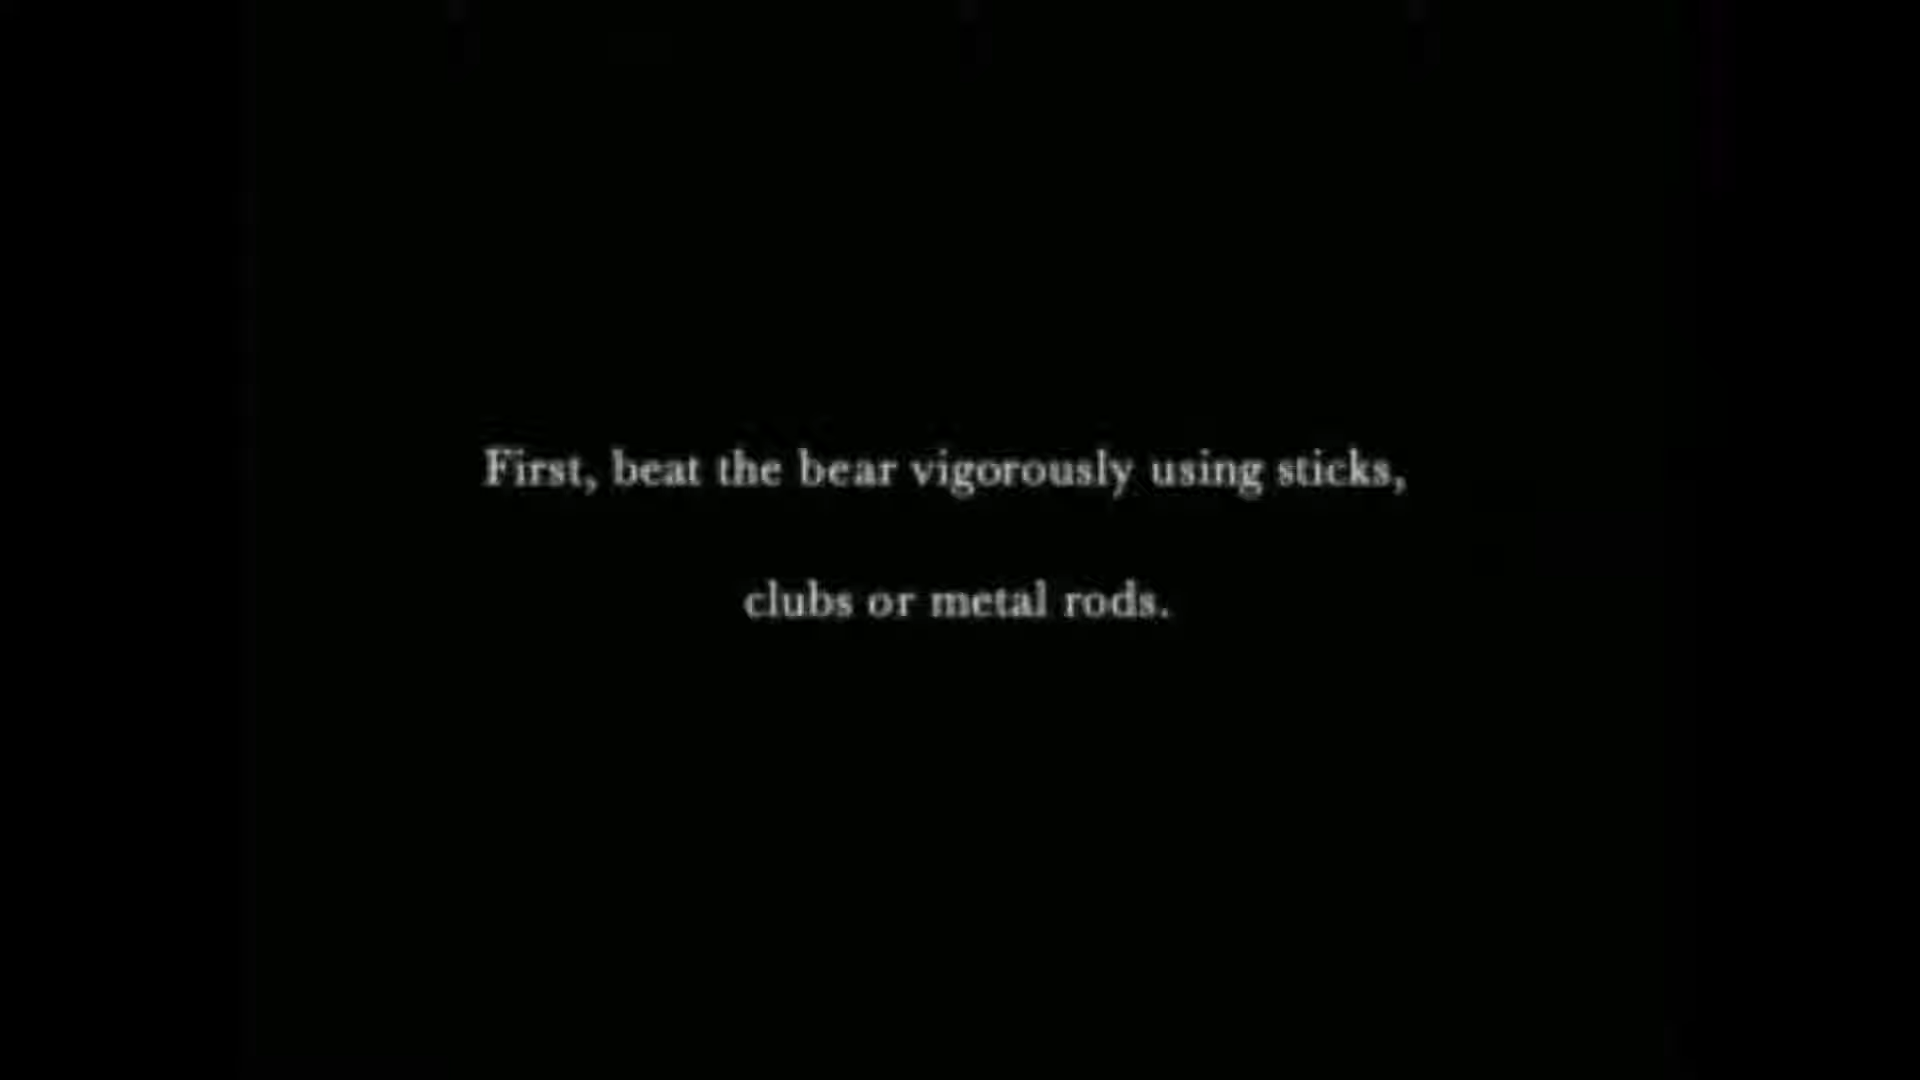 First, beat the bear vigorously using sticks,
clubs or metal rods.